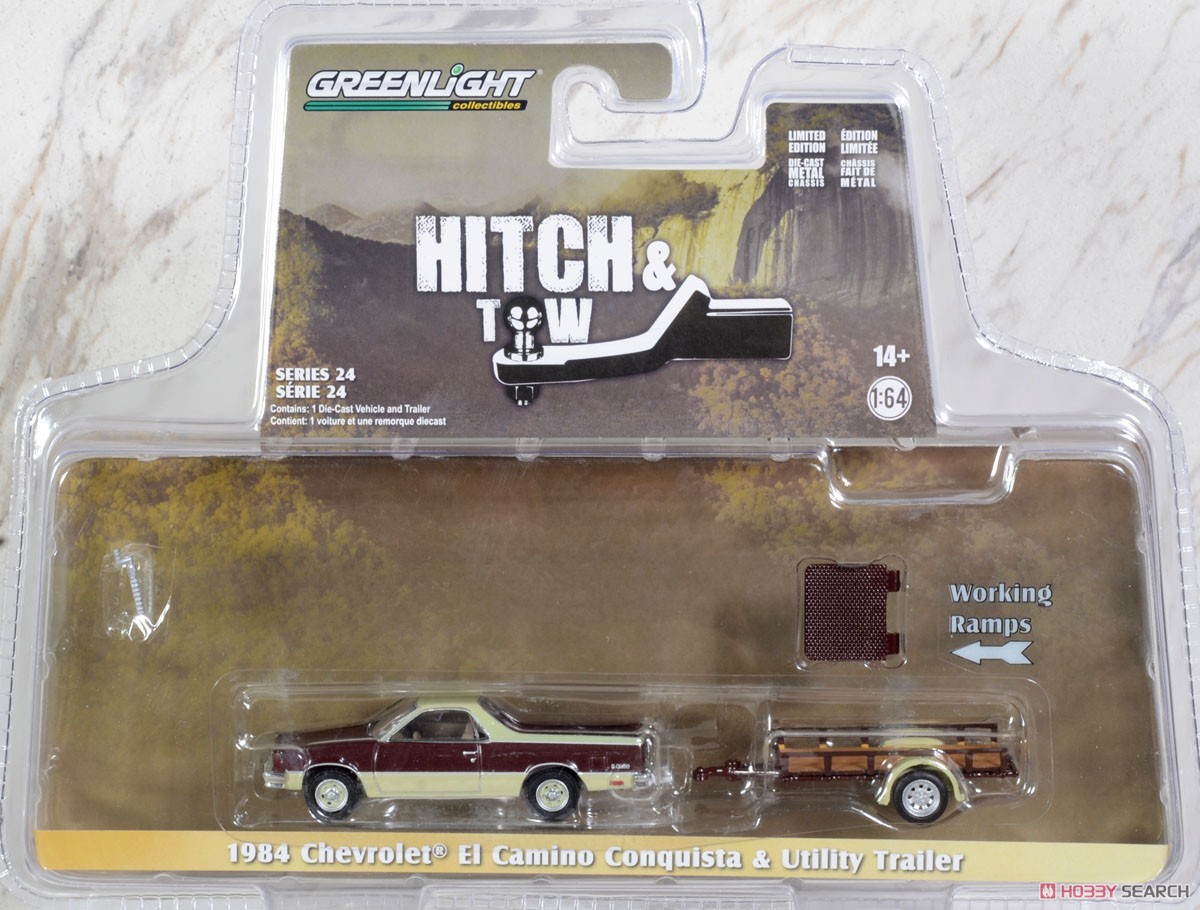 GREENLIGHT®
collectibles
LIMITED EDITION
ÉDITION LIMITÉE
DIE-CAST METAL CHASSIS
CHÂSSIS FAIT DE MÉTAL
HITCH &
TOW
SERIES 24
SÉRIE 24
Contains: 1 Die-Cast Vehicle and Trailer
Contient: 1 voiture et une remorque diecast
14+
1:64
Working
Ramps
1984 Chevrolet® El Camino Conquista & Utility Trailer
HOBBY SEARCH